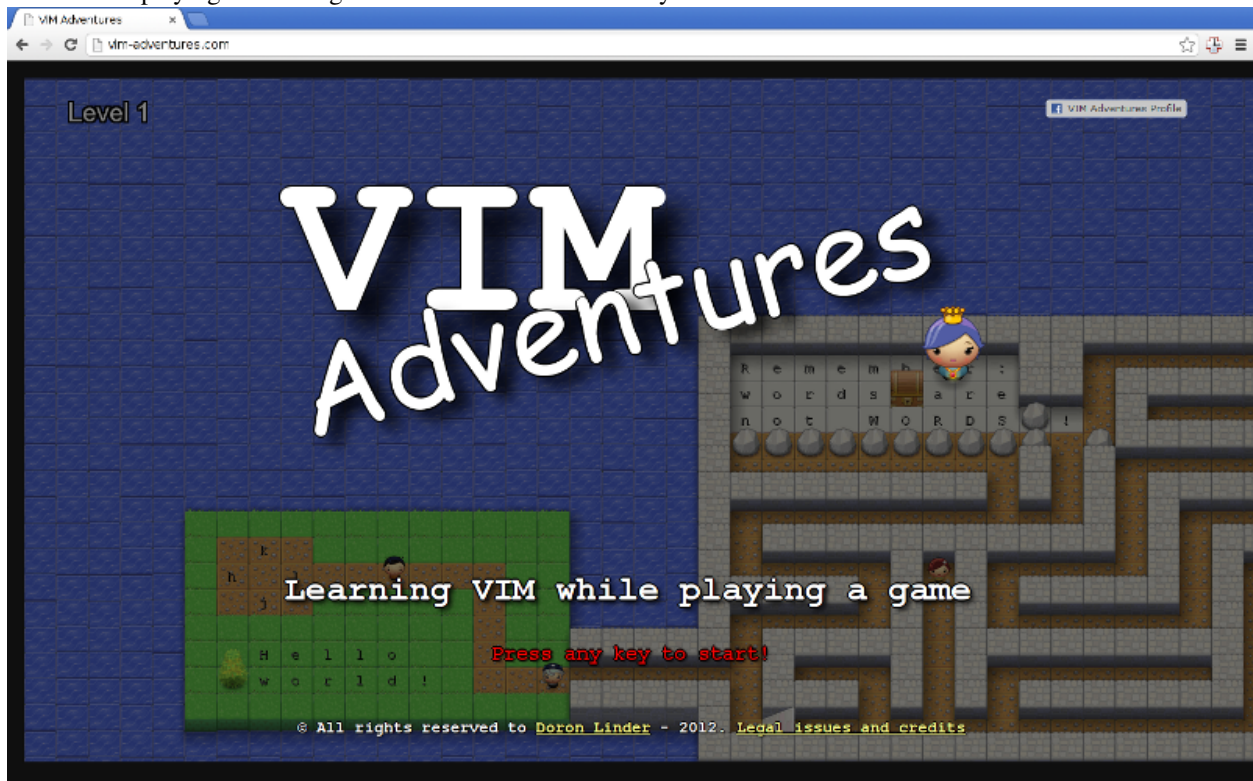 VIM Adventures
vim-adventures.com
Level 1
VIM Adventures Profile
VIM
Adventures
R e m e m b e r :
w o r d s a r e
n o t W O R D S !
k
h
j
Learning VIM while playing a game
H e l l o
Press any key to start!
w o r l d !
© All rights reserved to Doron Linder - 2012. Legal issues and credits